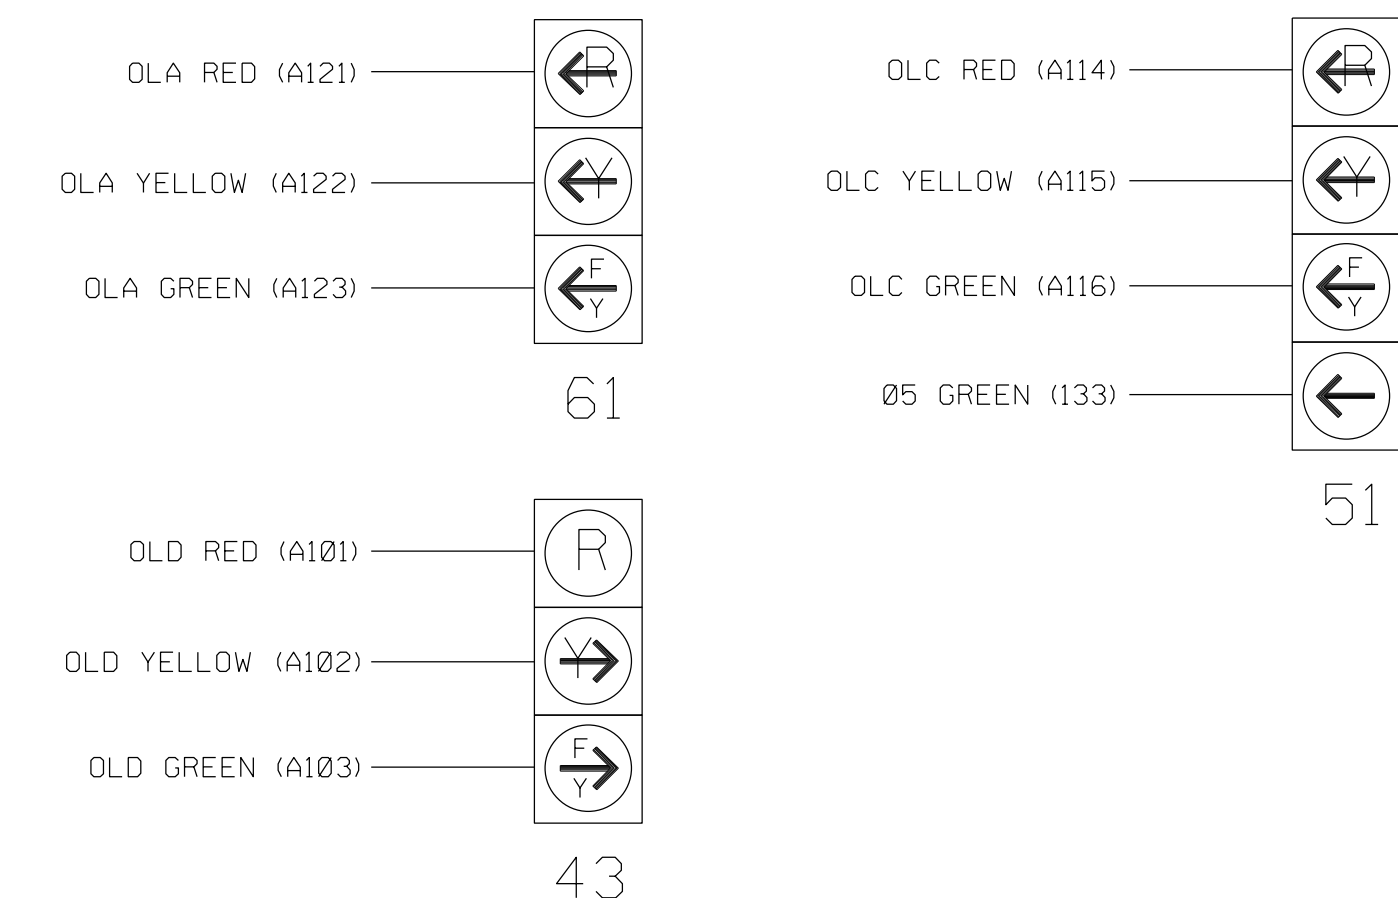 OLA RED (A121)
R
OLA YELLOW (A122)
Y
OLA GREEN (A123)
F
Y
61
OLC RED (A114)
R
OLC YELLOW (A115)
Y
OLC GREEN (A116)
F
Y
Ø5 GREEN (133)
51
OLD RED (A1Ø1)
R
OLD YELLOW (A1Ø2)
Y
OLD GREEN (A1Ø3)
F
Y
43